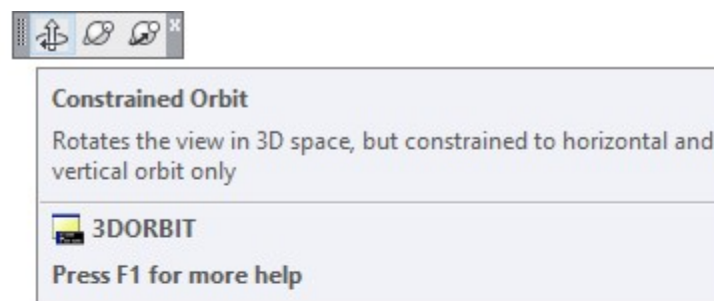 Constrained Orbit
Rotates the view in 3D space, but constrained to horizontal and
vertical orbit only
3DORBIT
Press F1 for more help